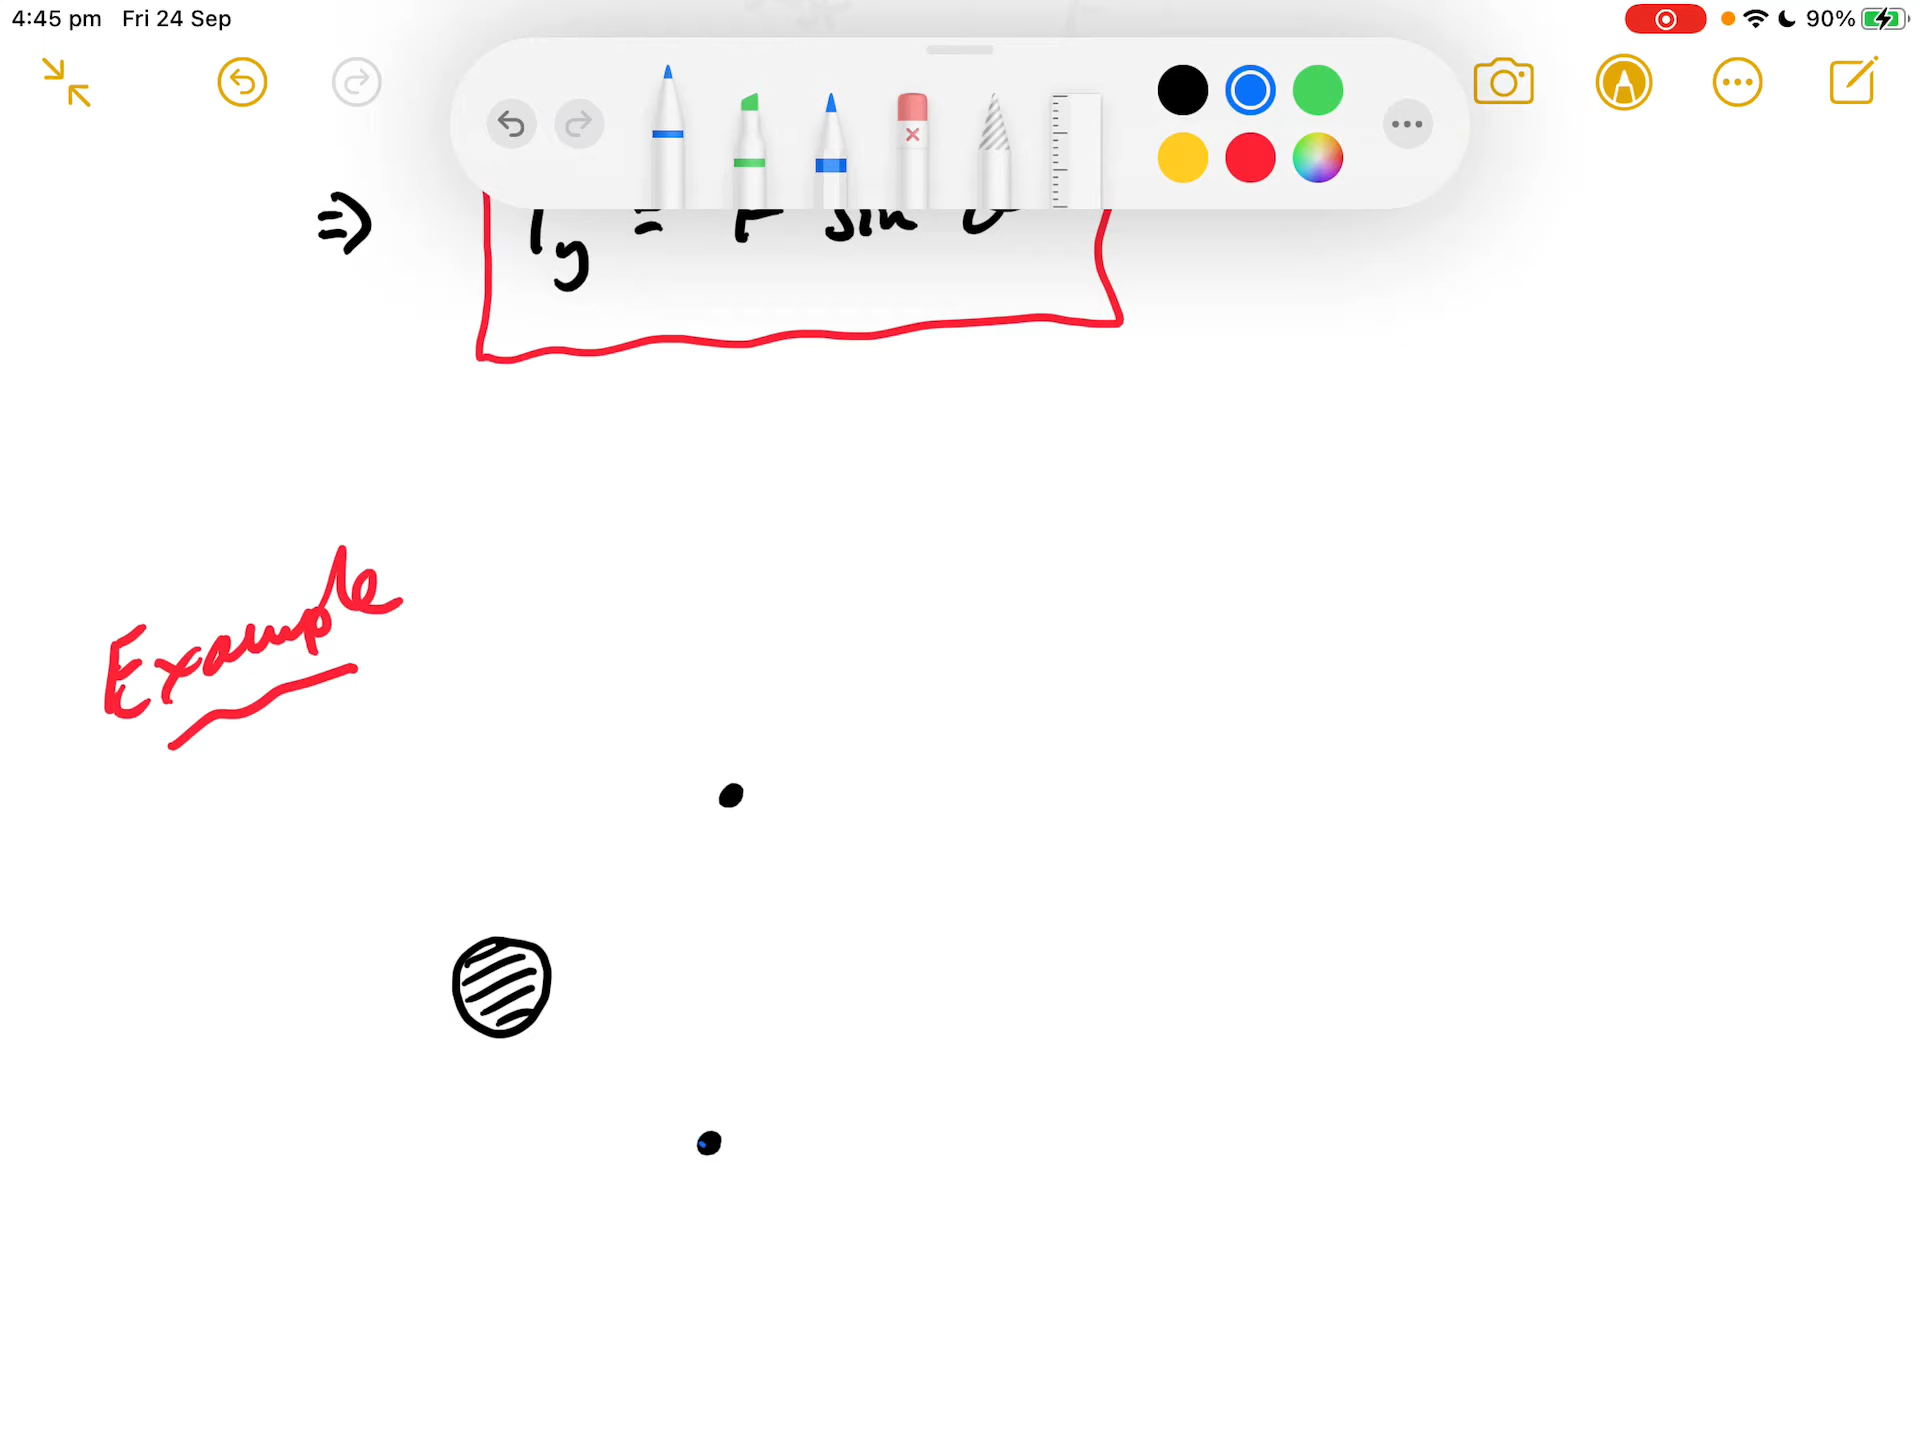 4:45 pm Fri 24 Sep 90%
⇒ Fy = F sin θ
Example